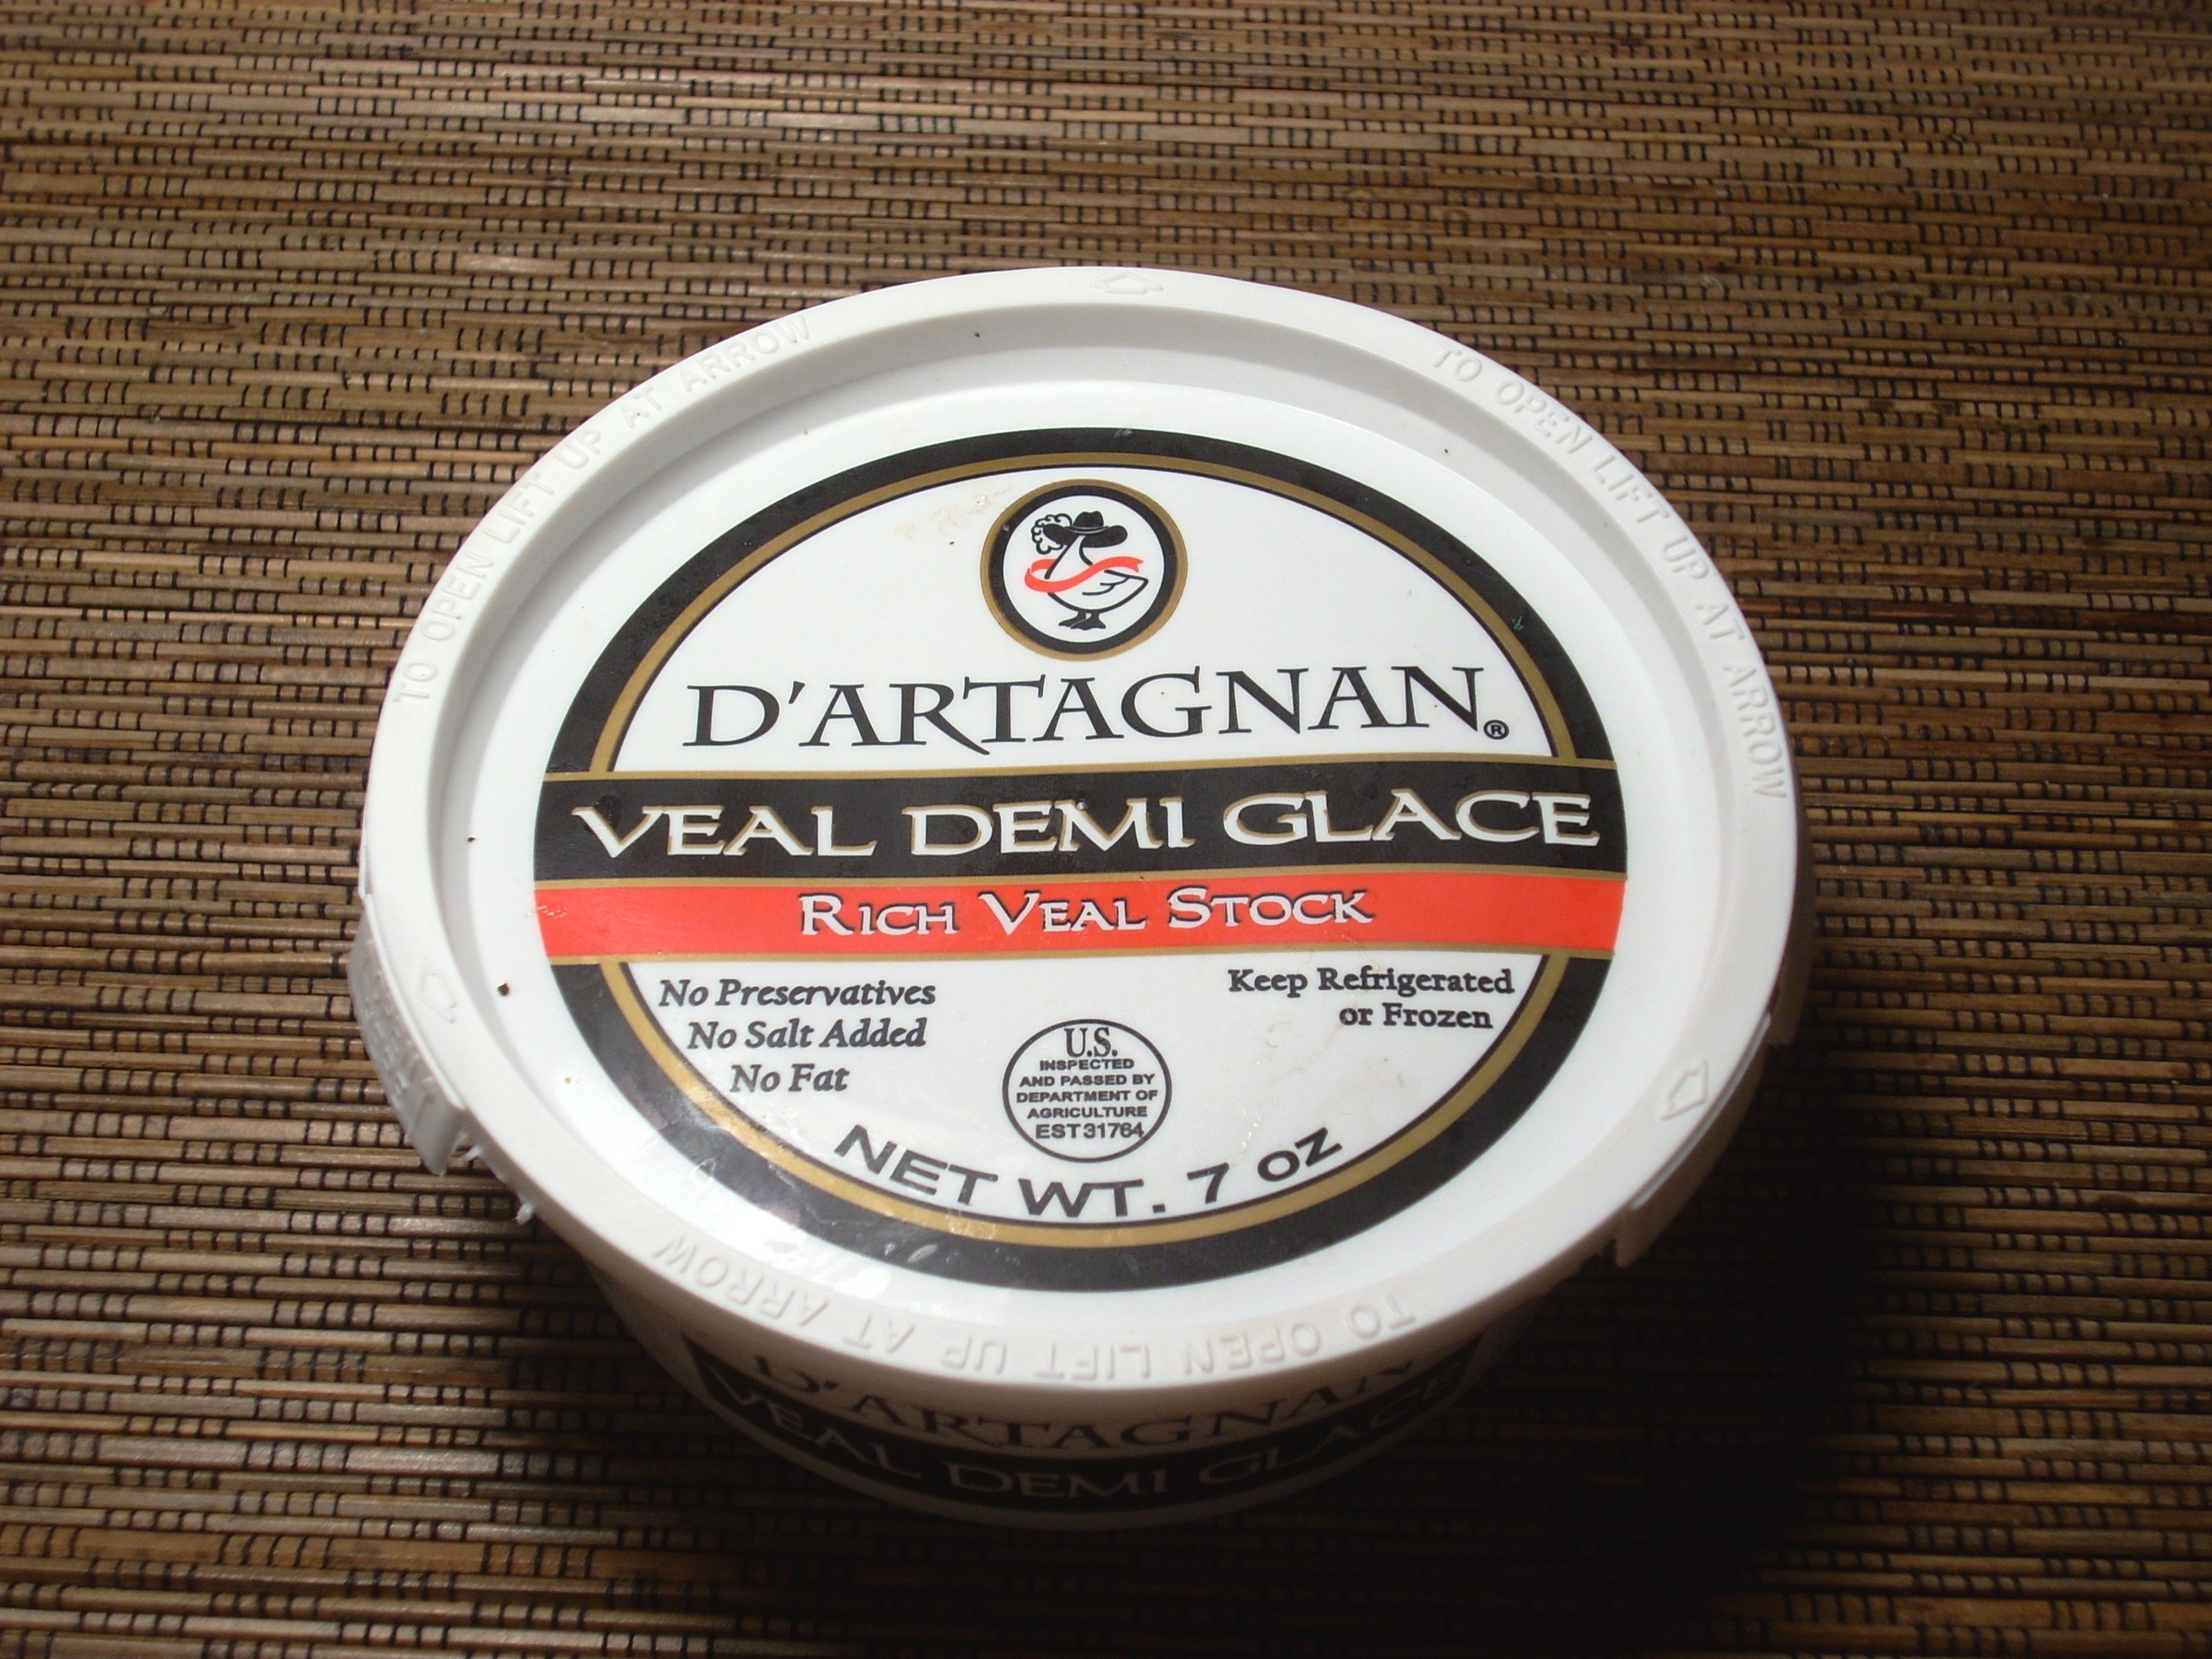 TO OPEN LIFT UP AT ARROW
TO OPEN LIFT UP AT ARROW
D'ARTAGNAN®
VEAL DEMI GLACE
RICH VEAL STOCK
No Preservatives
No Salt Added
No Fat
Keep Refrigerated
or Frozen
U.S.
INSPECTED
AND PASSED BY
DEPARTMENT OF
AGRICULTURE
EST 31764
NET WT. 7 OZ
TO OPEN LIFT UP AT ARROW
D'ARTAGNAN
VEAL DEMI GLACE